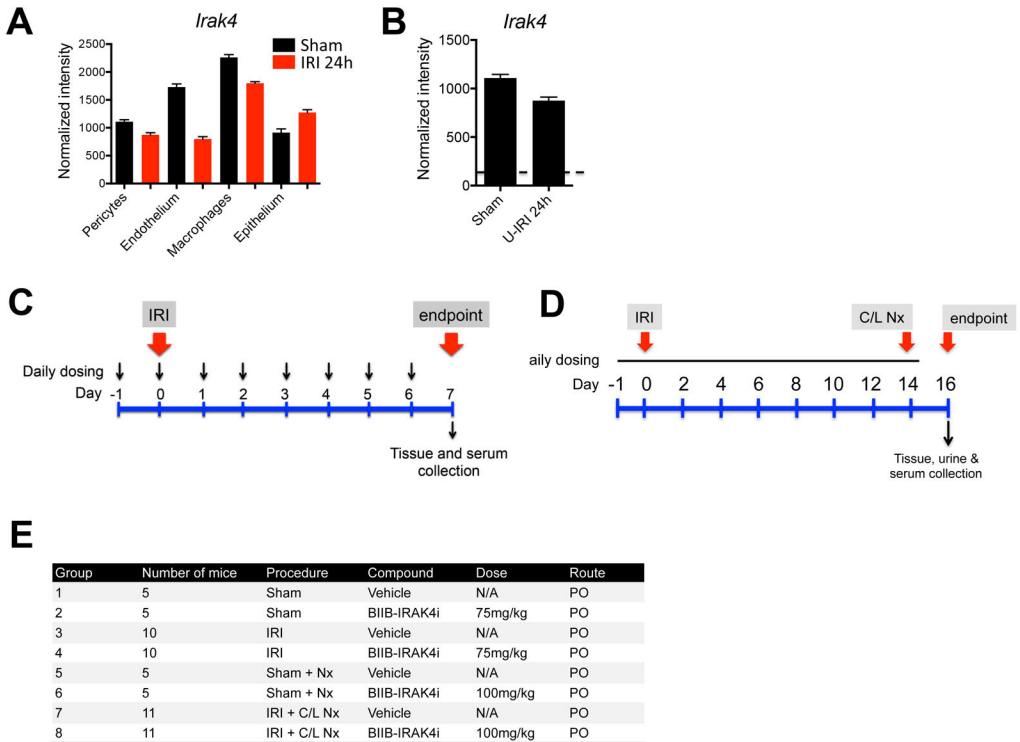 A
Irak4
Normalized intensity
2500
2000
1500
1000
500
0
Sham
IRI 24h
Pericytes
Endothelium
Macrophages
Epithelium
B
Irak4
Normalized intensity
1500
1000
500
0
Sham
U-IRI 24h
C
IRI
endpoint
Daily dosing
Day -1 0 1 2 3 4 5 6 7
Tissue and serum
collection
D
IRI
C/L Nx
endpoint
aily dosing
Day -1 0 2 4 6 8 10 12 14 16
Tissue, urine &
serum collection
E
Group Number of mice Procedure Compound Dose Route
1 5 Sham Vehicle N/A PO
2 5 Sham BIIB-IRAK4i 75mg/kg PO
3 10 IRI Vehicle N/A PO
4 10 IRI BIIB-IRAK4i 75mg/kg PO
5 5 Sham + Nx Vehicle N/A PO
6 5 Sham + Nx BIIB-IRAK4i 100mg/kg PO
7 11 IRI + C/L Nx Vehicle N/A PO
8 11 IRI + C/L Nx BIIB-IRAK4i 100mg/kg PO